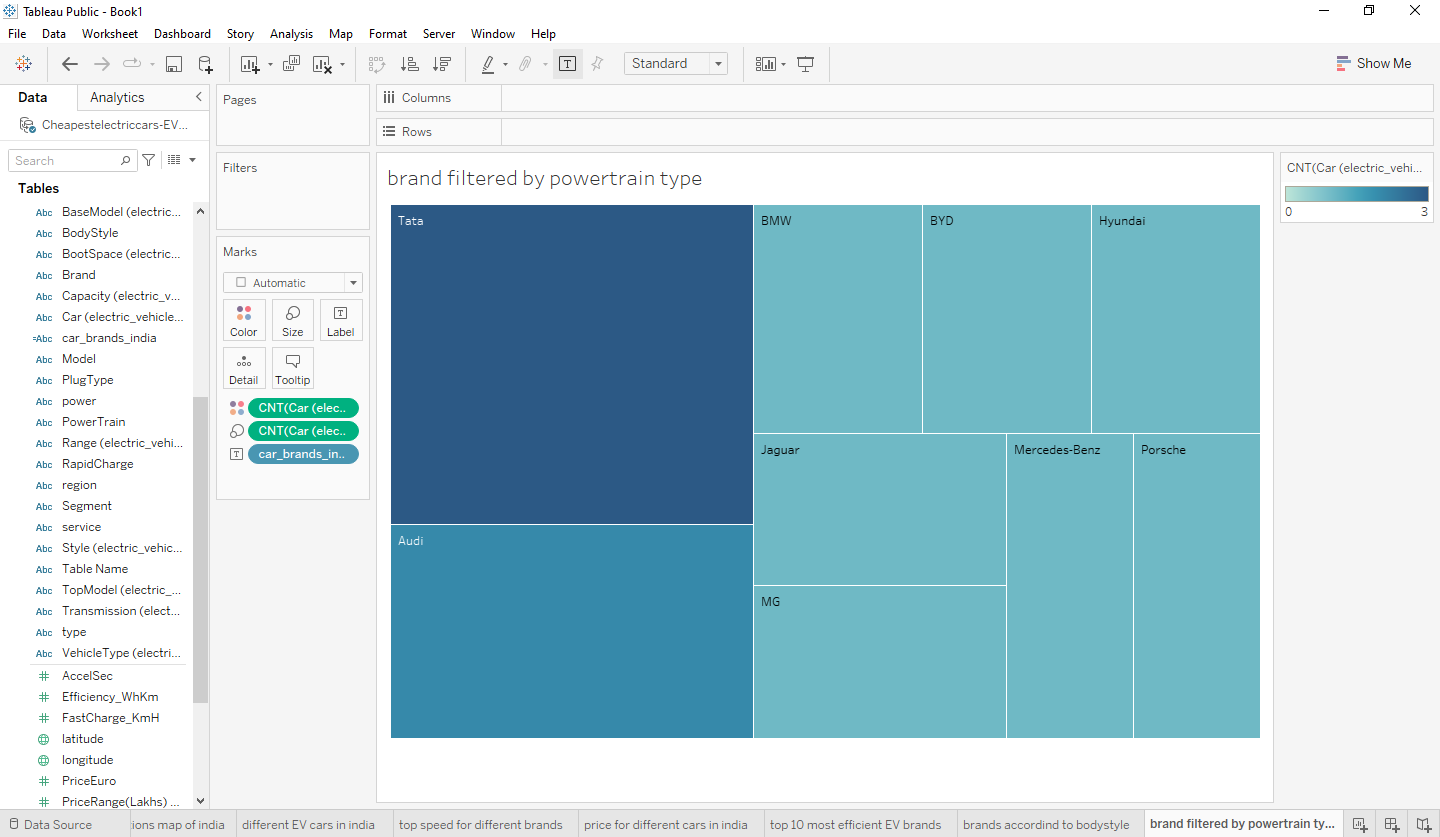 Tableau Public - Book1
File Data Worksheet Dashboard Story Analysis Map Format Server Window Help
Standard
Show Me
Data Analytics
Cheapestelectriccars-EV...
Search
Tables
Abc BaseModel (electric...
Abc BodyStyle
Abc BootSpace (electric...
Abc Brand
Abc Capacity (electric_v...
Abc Car (electric_vehicle...
=Abc car_brands_india
Abc Model
Abc PlugType
Abc power
Abc PowerTrain
Abc Range (electric_vehi...
Abc RapidCharge
Abc region
Abc Segment
Abc service
Abc Style (electric_vehic...
Abc Table Name
Abc TopModel (electric_...
Abc Transmission (elect...
Abc type
Abc VehicleType (electri...
AccelSec
Efficiency_WhKm
FastCharge_KmH
latitude
longitude
PriceEuro
PriceRange(Lakhs) ...
Pages
Filters
Marks
Automatic
Color Size Label
Detail Tooltip
CNT(Car (elec..
CNT(Car (elec..
car_brands_in..
Columns
Rows
brand filtered by powertrain type
Tata
Audi
BMW
BYD
Hyundai
Jaguar
MG
Mercedes-Benz
Porsche
CNT(Car (electric_vehi...
0 3
Data Source
ions map of india
different EV cars in india
top speed for different brands
price for different cars in india
top 10 most efficient EV brands
brands accordind to bodystyle
brand filtered by powertrain ty...